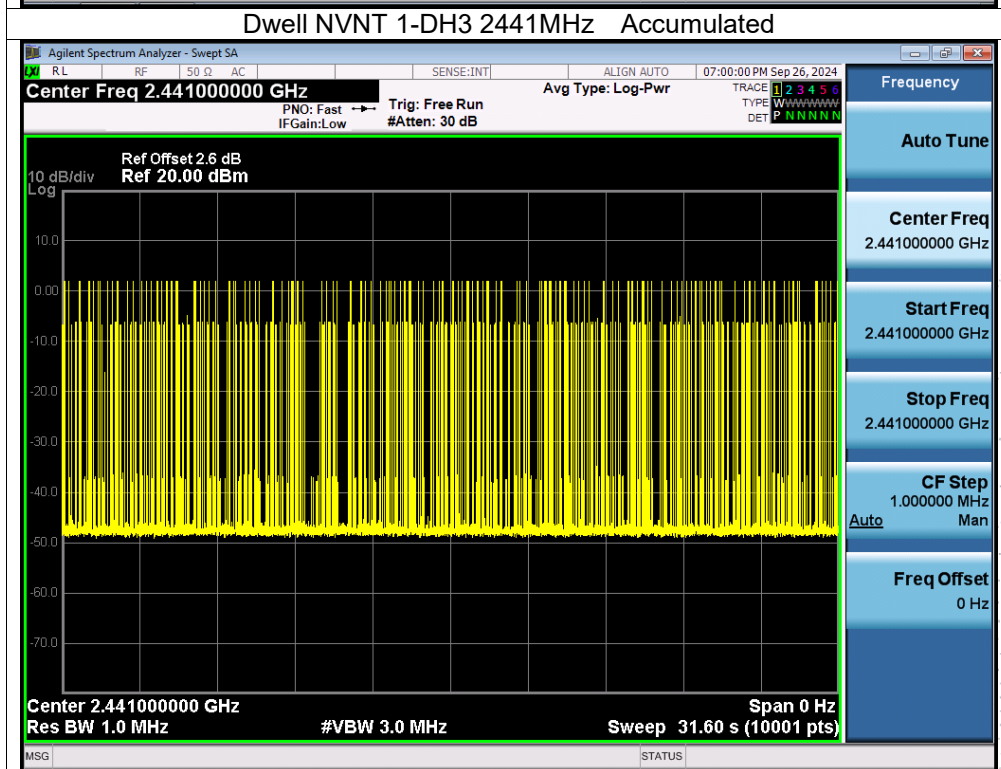 Dwell NVNT 1-DH3 2441MHz Accumulated
Agilent Spectrum Analyzer - Swept SA
LXI RL RF 50 Ω AC SENSE:INT ALIGN AUTO 07:00:00 PM Sep 26, 2024
Center Freq 2.441000000 GHz Avg Type: Log-Pwr TRACE 1 2 3 4 5 6
PNO: Fast Trig: Free Run TYPE WWWWWW
IFGain:Low #Atten: 30 dB DET P N N N N N
Ref Offset 2.6 dB
10 dB/div Ref 20.00 dBm
Log
10.0
0.00
-10.0
-20.0
-30.0
-40.0
-50.0
-60.0
-70.0
Center 2.441000000 GHz Span 0 Hz
Res BW 1.0 MHz #VBW 3.0 MHz Sweep 31.60 s (10001 pts)
MSG STATUS
Frequency
Auto Tune
Center Freq
2.441000000 GHz
Start Freq
2.441000000 GHz
Stop Freq
2.441000000 GHz
CF Step
1.000000 MHz
Auto Man
Freq Offset
0 Hz